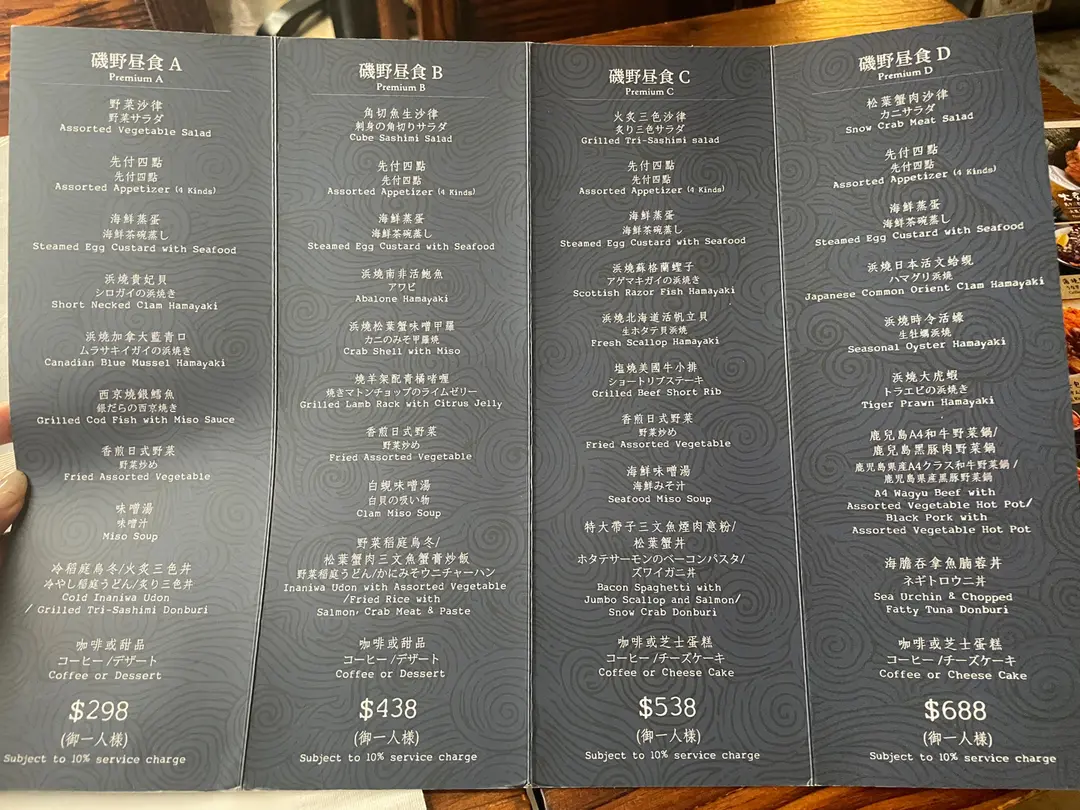 磯野昼食 A
Premium A
野菜沙律
野菜サラダ
Assorted Vegetable Salad
先付四點
先付四點
Assorted Appetizer (4 Kinds)
海鮮蒸蛋
海鮮茶碗蒸し
Steamed Egg Custard with Seafood
浜燒貴妃貝
シロガイの浜焼き
Short Necked Clam Hamayaki
浜燒加拿大藍青口
ムラサキイガイの浜焼き
Canadian Blue Mussel Hamayaki
西京燒銀鱈魚
銀だらの西京焼き
Grilled Cod Fish with Miso Sauce
香煎日式野菜
野菜炒め
Fried Assorted Vegetable
味噌湯
味噌汁
Miso Soup
冷稻庭烏冬/火炙三色丼
冷やし稲庭うどん/炙り三色丼
Cold Inaniwa Udon
/ Grilled Tri-Sashimi Donburi
咖啡或甜品
コーヒー/デザート
Coffee or Dessert
$298
(御一人様)
Subject to 10% service charge
磯野昼食 B
Premium B
角切魚生沙律
刺身の角切りサラダ
Cube Sashimi Salad
先付四點
先付四點
Assorted Appetizer (4 Kinds)
海鮮蒸蛋
海鮮茶碗蒸し
Steamed Egg Custard with Seafood
浜燒南非活鮑魚
アワビ
Abalone Hamayaki
浜燒松葉蟹味噌甲羅
カニのみそ甲羅燒
Crab Shell with Miso
燒羊架配青橘啫喱
焼きマトンチョップのライムゼリー
Grilled Lamb Rack with Citrus Jelly
香煎日式野菜
野菜炒め
Fried Assorted Vegetable
白蜆味噌湯
白貝の吸い物
Clam Miso Soup
野菜稻庭烏冬/
松葉蟹肉三文魚蟹膏炒飯
野菜稲庭うどん/かにみそウニチャーハン
Inaniwa Udon with Assorted Vegetable
/Fried Rice with
Salmon, Crab Meat & Paste
咖啡或甜品
コーヒー/デザート
Coffee or Dessert
$438
(御一人様)
Subject to 10% service charge
磯野昼食 C
Premium C
火炙三色沙律
炙り三色サラダ
Grilled Tri-Sashimi salad
先付四點
先付四點
Assorted Appetizer (4 Kinds)
海鮮蒸蛋
海鮮茶碗蒸し
Steamed Egg Custard with Seafood
浜燒蘇格蘭蟶子
アゲマキガイの浜焼き
Scottish Razor Fish Hamayaki
浜燒北海道活帆立貝
生ホタテ貝浜燒
Fresh Scallop Hamayaki
塩燒美國牛小排
ショートリブステーキ
Grilled Beef Short Rib
香煎日式野菜
野菜炒め
Fried Assorted Vegetable
海鮮味噌湯
海鮮みそ汁
Seafood Miso Soup
特大帶子三文魚煙肉意粉/
松葉蟹丼
ホタテサーモンのベーコンパスタ/
ズワイガニ丼
Bacon Spaghetti with
Jumbo Scallop and Salmon/
Snow Crab Donburi
咖啡或芝士蛋糕
コーヒー/チーズケーキ
Coffee or Cheese Cake
$538
(御一人様)
Subject to 10% service charge
磯野昼食 D
Premium D
松葉蟹肉沙律
カニサラダ
Snow Crab Meat Salad
先付四點
先付四點
Assorted Appetizer (4 Kinds)
海鮮蒸蛋
海鮮茶碗蒸し
Steamed Egg Custard with Seafood
浜燒日本活文蛤蜆
ハマグリ浜燒
Japanese Common Orient Clam Hamayaki
浜燒時令活蠔
生牡蠣浜燒
Seasonal Oyster Hamayaki
浜燒大虎蝦
トラエビの浜焼き
Tiger Prawn Hamayaki
鹿兒島A4和牛野菜鍋/
鹿兒島黑豚肉野菜鍋
鹿児島県産A4クラス和牛野菜鍋/
鹿児島県産黒豚野菜鍋
A4 Wagyu Beef with
Assorted Vegetable Hot Pot/
Black Pork with
Assorted Vegetable Hot Pot
海膽吞拿魚腩蓉丼
ネギトロウニ丼
Sea Urchin & Chopped
Fatty Tuna Donburi
咖啡或芝士蛋糕
コーヒー/チーズケーキ
Coffee or Cheese Cake
$688
(御一人様)
Subject to 10% service charge